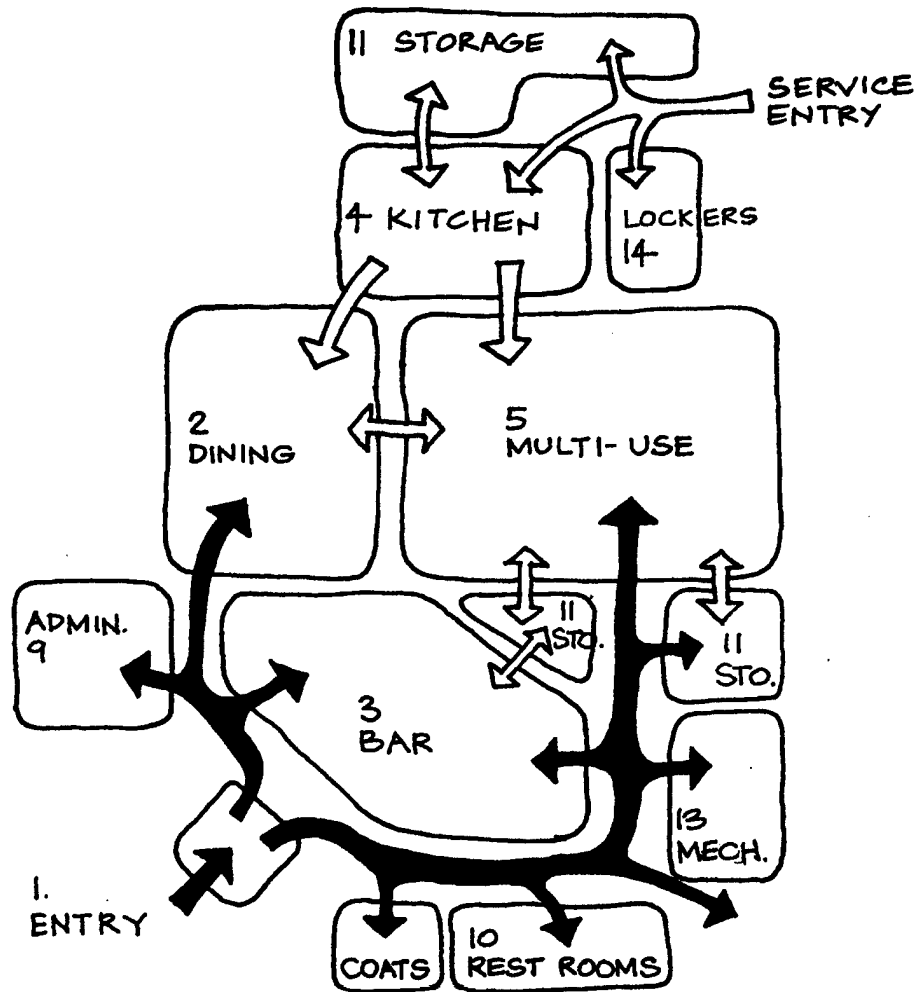 11 STORAGE
SERVICE
ENTRY
4 KITCHEN
LOCKERS
14
2
DINING
5
MULTI-USE
ADMIN.
9
11
STO.
11
STO.
3
BAR
13
MECH.
1.
ENTRY
COATS
10
REST ROOMS